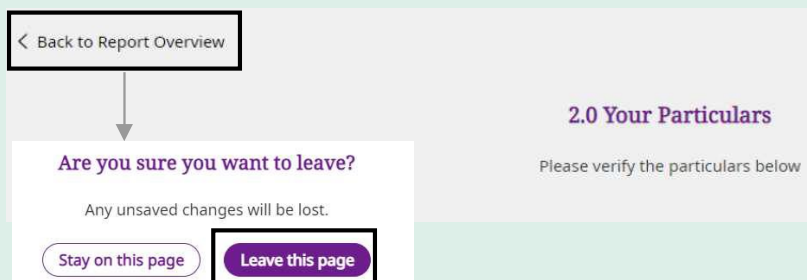 < Back to Report Overview
2.0 Your Particulars
Please verify the particulars below
Are you sure you want to leave?
Any unsaved changes will be lost.
Stay on this page
Leave this page